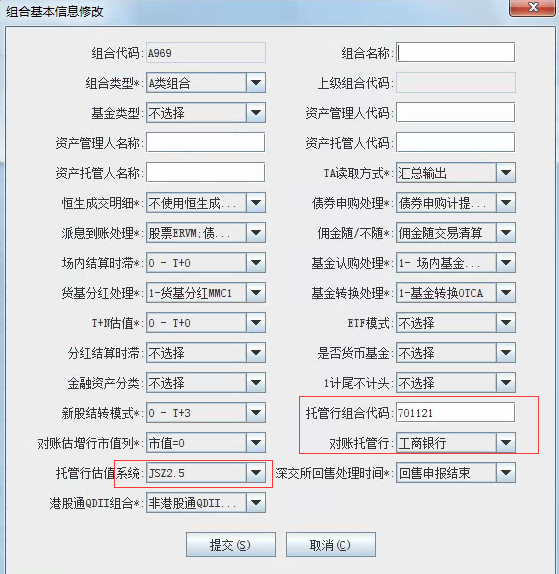 组合基本信息修改
组合代码: A969 组合名称:
组合类型*: A类组合 上级组合代码:
基金类型: 不选择 资产管理人代码:
资产管理人名称: 资产托管人代码:
资产托管人名称: TA读取方式*: 汇总输出
恒生成交明细*: 不使用恒生成... 债券申购处理*: 债券申购计提...
派息到账处理*: 股票ERVM;债... 佣金随/不随*: 佣金随交易清算
场内结算时滞*: 0 - T+0 基金认购处理*: 1- 场内基金...
货基分红处理*: 1-货基分红MMC1 基金转换处理*: 1-基金转换OTCA
T+N估值*: 0 - T+0 ETF模式: 不选择
分红结算时滞: 不选择 是否货币基金: 不选择
金融资产分类: 不选择 1计尾不计头: 不选择
新股结转模式*: 0 - T+3 托管行组合代码: 701121
对账估增行市值列*: 市值=0 对账托管行: 工商银行
托管行估值系统: JSZ2.5 深交所回售处理时间*: 回售申报结束
港股通QDII组合*: 非港股通QDII...
提交(S) 取消(C)